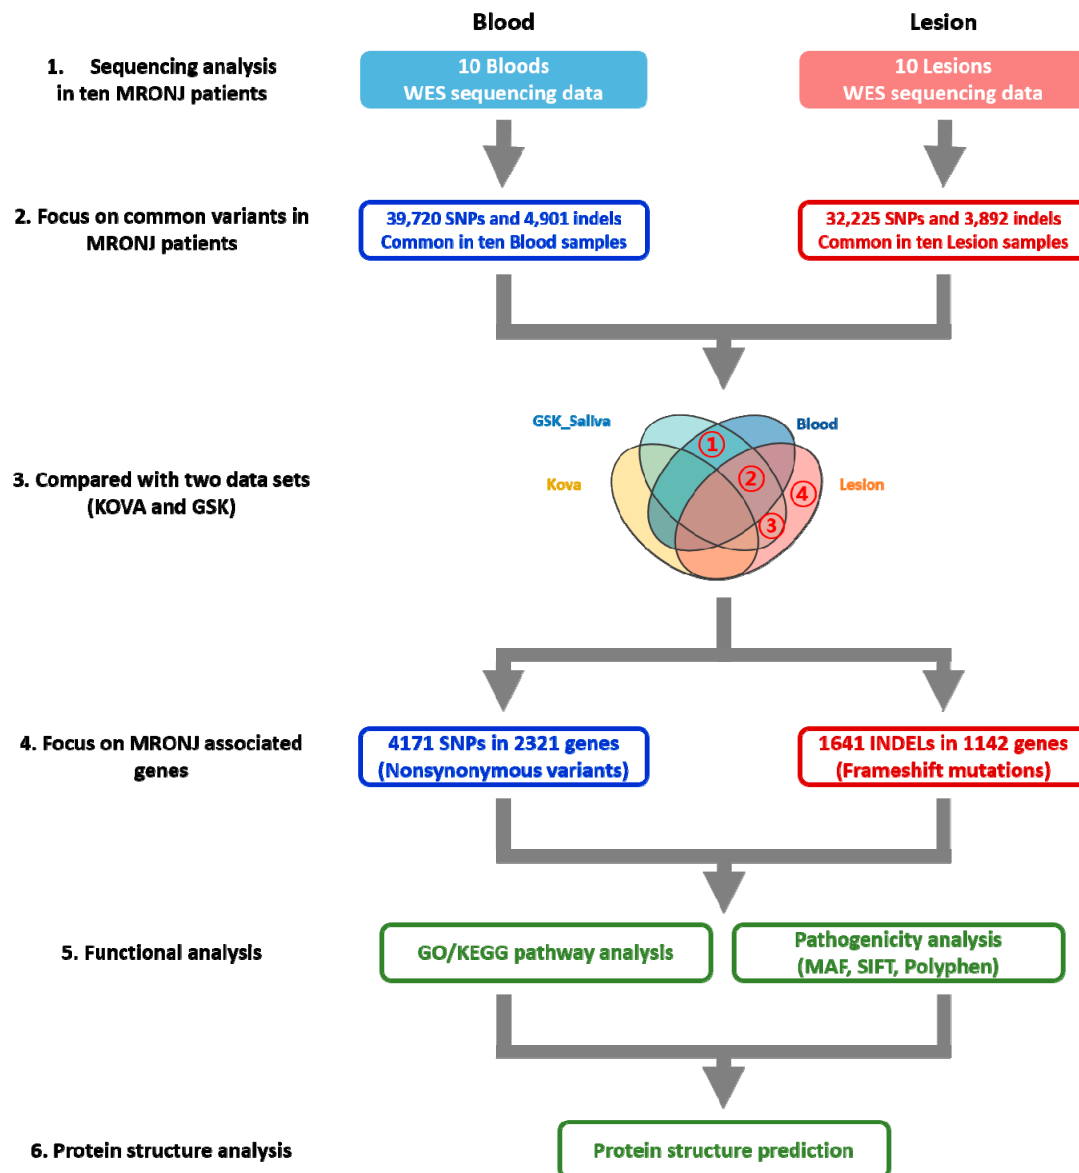 Blood
Lesion
1. Sequencing analysis
in ten MRONJ patients
10 Bloods
WES sequencing data
10 Lesions
WES sequencing data
2. Focus on common variants in
MRONJ patients
39,720 SNPs and 4,901 indels
Common in ten Blood samples
32,225 SNPs and 3,892 indels
Common in ten Lesion samples
3. Compared with two data sets
(KOVA and GSK)
GSK_Saliva
Blood
Kova
Lesion
①
②
③
④
4. Focus on MRONJ associated
genes
4171 SNPs in 2321 genes
(Nonsynonymous variants)
1641 INDELs in 1142 genes
(Frameshift mutations)
5. Functional analysis
GO/KEGG pathway analysis
Pathogenicity analysis
(MAF, SIFT, Polyphen)
6. Protein structure analysis
Protein structure prediction